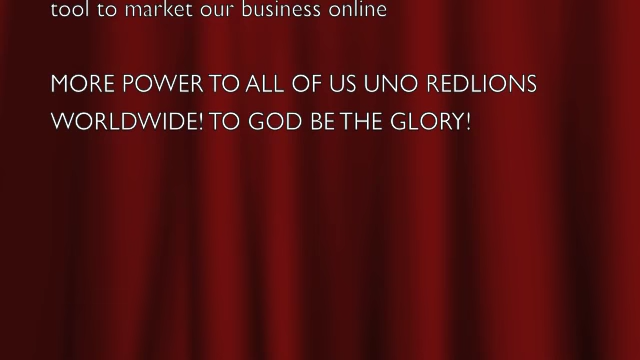 tool to market our business online
MORE POWER TO ALL OF US UNO REDLIONS
WORLDWIDE! TO GOD BE THE GLORY!